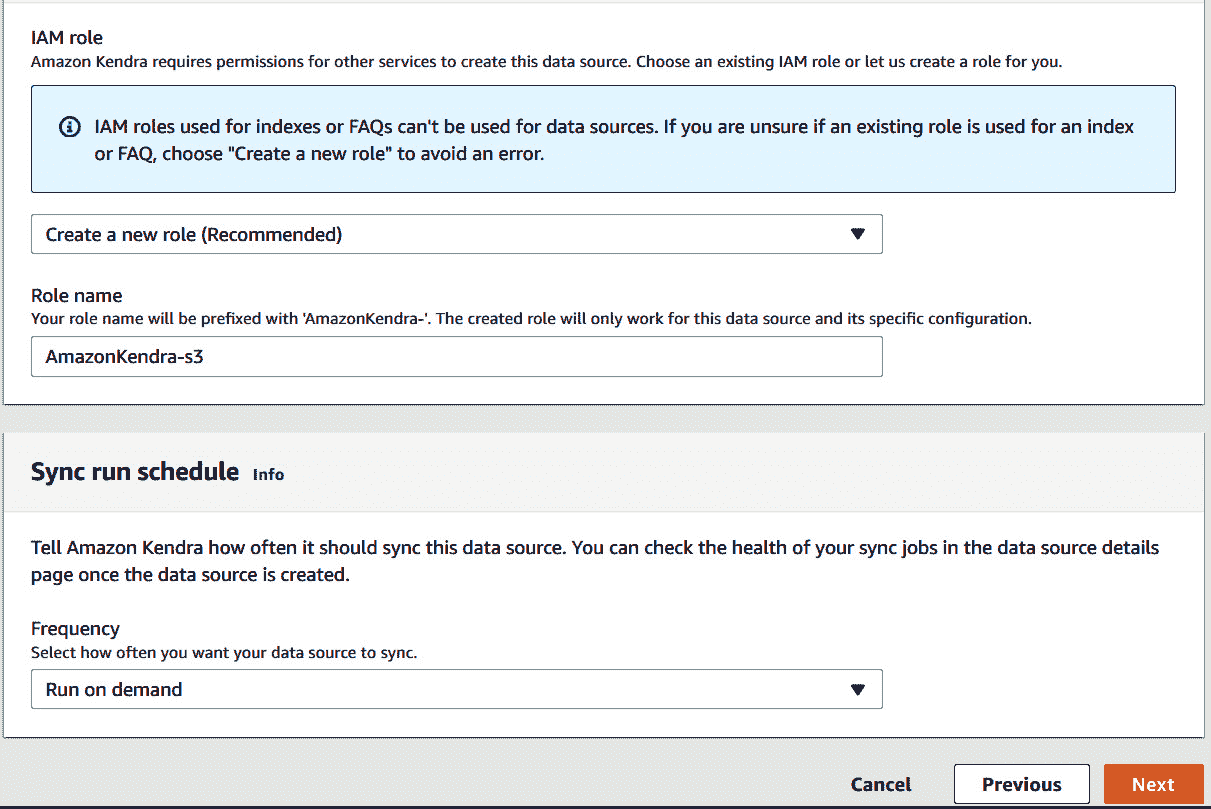 IAM role
Amazon Kendra requires permissions for other services to create this data source. Choose an existing IAM role or let us create a role for you.
IAM roles used for indexes or FAQs can't be used for data sources. If you are unsure if an existing role is used for an index
or FAQ, choose "Create a new role" to avoid an error.
Create a new role (Recommended)
Role name
Your role name will be prefixed with 'AmazonKendra-'. The created role will only work for this data source and its specific configuration.
AmazonKendra-s3
Sync run schedule Info
Tell Amazon Kendra how often it should sync this data source. You can check the health of your sync jobs in the data source details
page once the data source is created.
Frequency
Select how often you want your data source to sync.
Run on demand
Cancel Previous Next